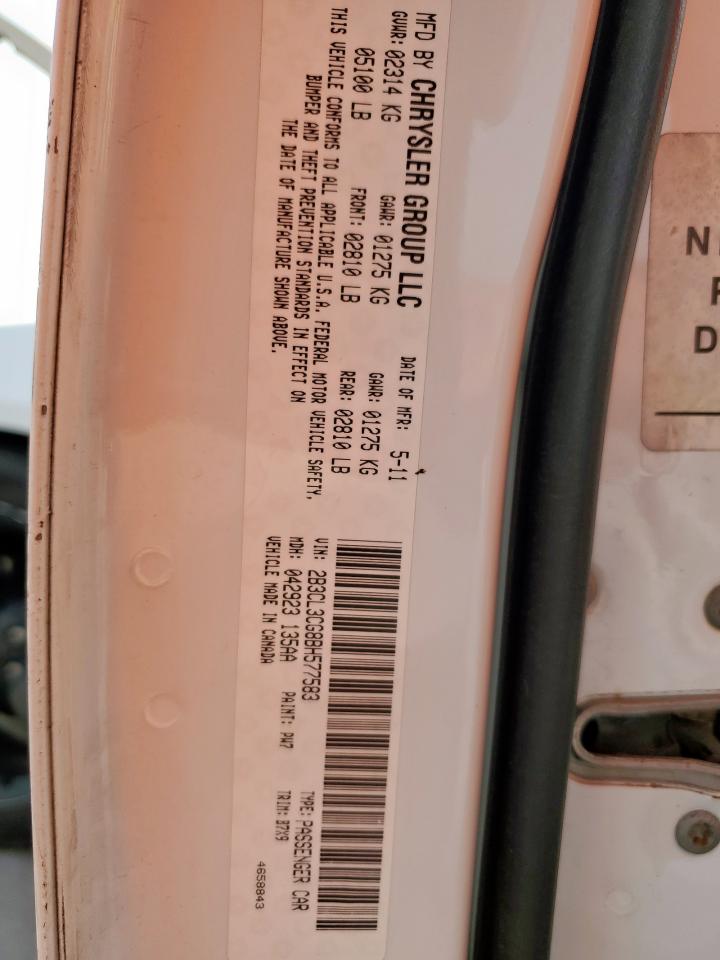 MFD BY CHRYSLER GROUP LLC
DATE OF MFR: 5-11
GVWR: 02314 KG GAWR: 01275 KG GAWR: 01275 KG
05100 LB FRONT: 02810 LB REAR: 02810 LB
THIS VEHICLE CONFORMS TO ALL APPLICABLE U.S.A. FEDERAL MOTOR VEHICLE SAFETY,
BUMPER AND THEFT PREVENTION STANDARDS IN EFFECT ON
THE DATE OF MANUFACTURE SHOWN ABOVE.
VIN: 2B3CL3CG8BH577583 TYPE: PASSENGER CAR
MDH: 042923 135AA PAINT: PW7 TRIM: B7X9
VEHICLE MADE IN CANADA
4658843
D